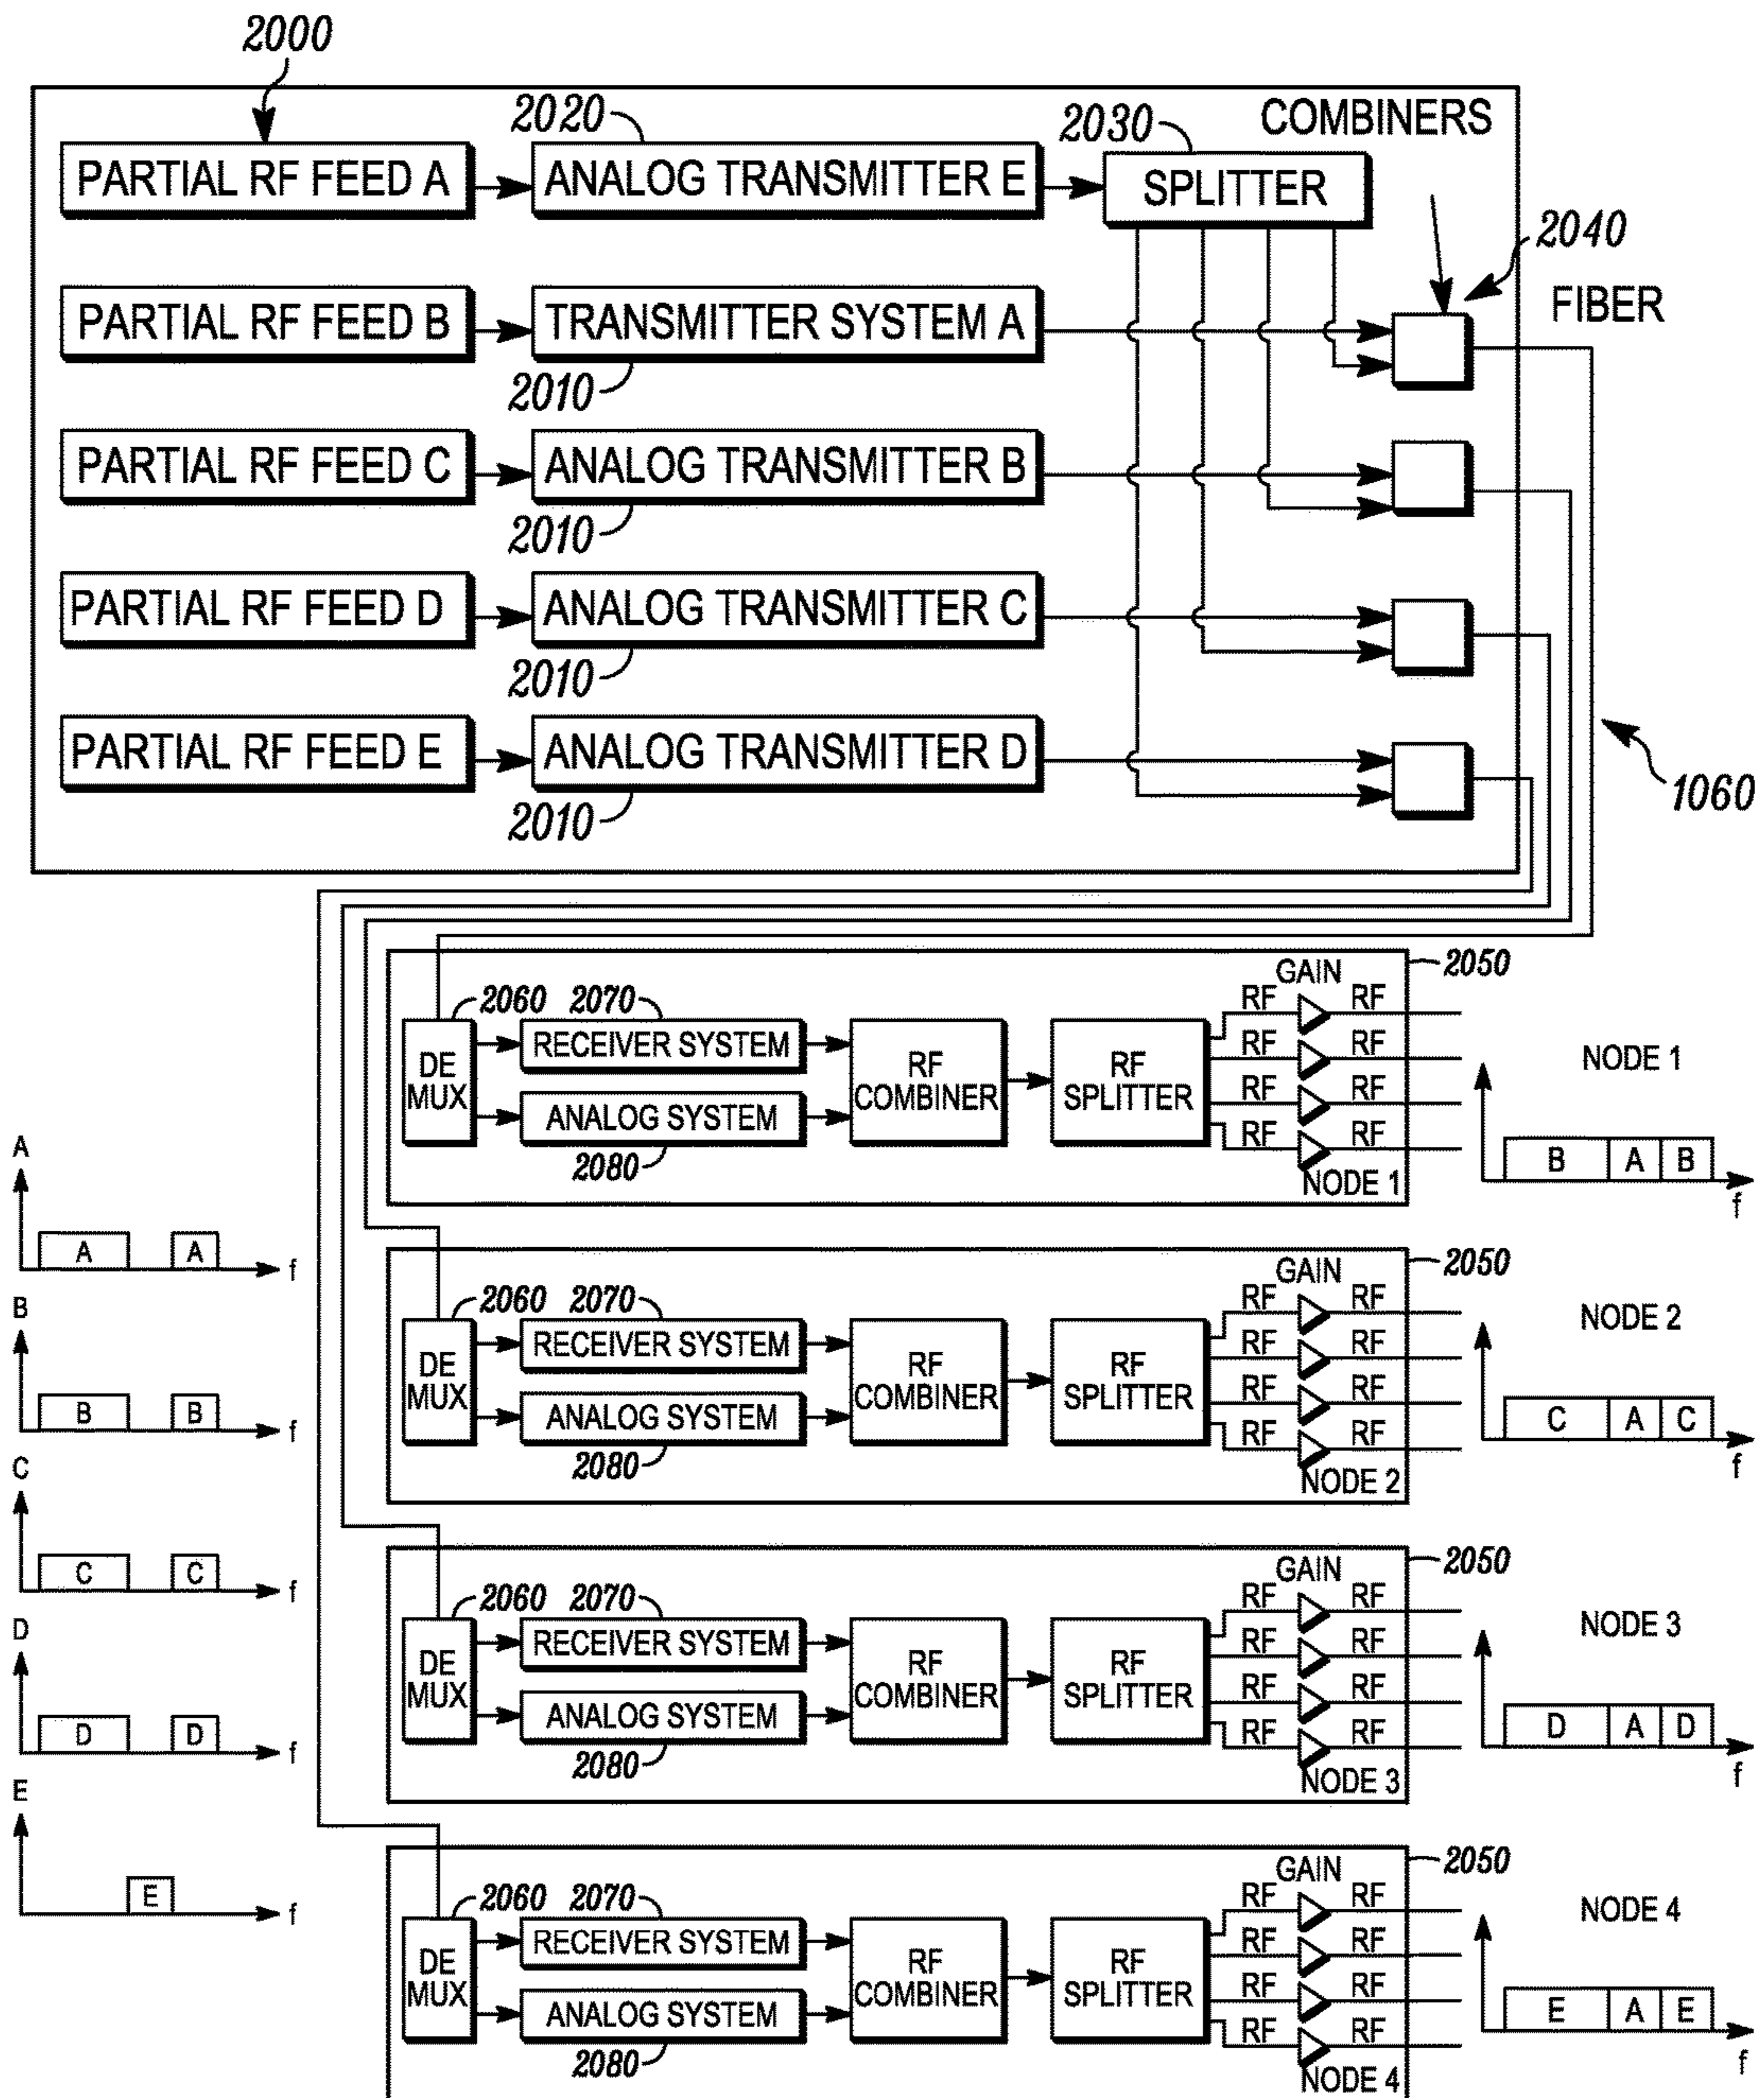 2000
COMBINERS
2020
2030
PARTIAL RF FEED A
ANALOG TRANSMITTER E
SPLITTER
2040
FIBER
PARTIAL RF FEED B
TRANSMITTER SYSTEM A
2010
PARTIAL RF FEED C
ANALOG TRANSMITTER B
2010
PARTIAL RF FEED D
ANALOG TRANSMITTER C
2010
PARTIAL RF FEED E
ANALOG TRANSMITTER D
2010
1060
2050
GAIN
2060
2070
RF RF
DE
MUX
RECEIVER SYSTEM
ANALOG SYSTEM
2080
RF
COMBINER
RF
SPLITTER
RF RF
RF RF
RF RF
NODE 1
NODE 1
B A B
f
A
A A
f
2050
GAIN
2060
2070
RF RF
DE
MUX
RECEIVER SYSTEM
ANALOG SYSTEM
2080
RF
COMBINER
RF
SPLITTER
RF RF
RF RF
RF RF
NODE 2
NODE 2
C A C
f
B
B B
f
C
C C
f
2050
GAIN
2060
2070
RF RF
DE
MUX
RECEIVER SYSTEM
ANALOG SYSTEM
2080
RF
COMBINER
RF
SPLITTER
RF RF
RF RF
RF RF
NODE 3
NODE 3
D A D
f
D
D D
f
E
E
f
2050
GAIN
2060
2070
RF RF
DE
MUX
RECEIVER SYSTEM
ANALOG SYSTEM
2080
RF
COMBINER
RF
SPLITTER
RF RF
RF RF
RF RF
NODE 4
NODE 4
E A E
f